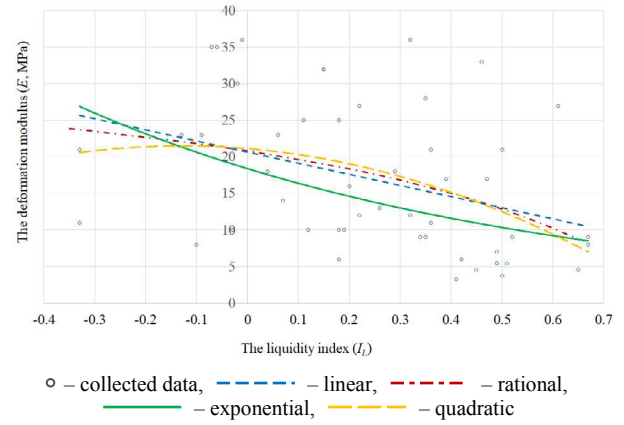 The deformation modulus (E, MPa)
40
35
30
25
20
15
10
5
0
-0.4 -0.3 -0.2 -0.1 0 0.1 0.2 0.3 0.4 0.5 0.6 0.7
The liquidity index (I_L)
– collected data, – linear, – rational,
– exponential, – quadratic